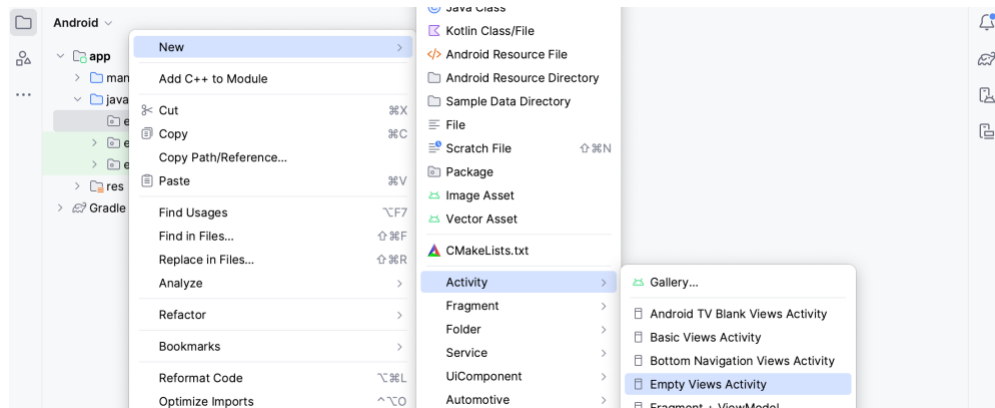 Android
app
java
res
Gradle
New
Add C++ to Module
Cut ⌘X
Copy ⌘C
Copy Path/Reference...
Paste ⌘V
Find Usages ⌥F7
Find in Files... ⇧⌘F
Replace in Files... ⇧⌘R
Analyze
Refactor
Bookmarks
Reformat Code ⌥⌘L
Optimize Imports ^⌥O
Java Class
Kotlin Class/File
Android Resource File
Android Resource Directory
Sample Data Directory
File
Scratch File ⇧⌘N
Package
Image Asset
Vector Asset
CMakeLists.txt
Activity
Fragment
Folder
Service
UiComponent
Automotive
Gallery...
Android TV Blank Views Activity
Basic Views Activity
Bottom Navigation Views Activity
Empty Views Activity
Fragment + ViewModel